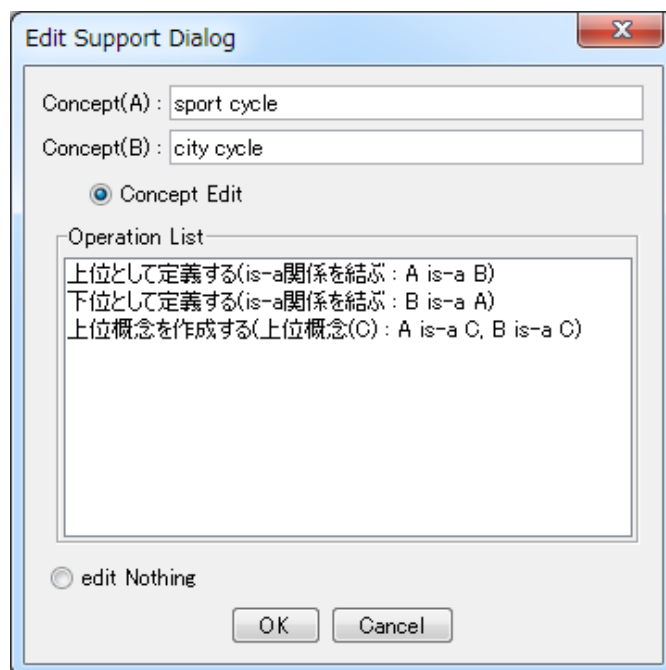 Edit Support Dialog
Concept(A) : sport cycle
Concept(B) : city cycle
Concept Edit
Operation List
上位として定義する(is-a関係を結ぶ : A is-a B)
下位として定義する(is-a関係を結ぶ : B is-a A)
上位概念を作成する(上位概念(C) : A is-a C, B is-a C)
edit Nothing
OK Cancel